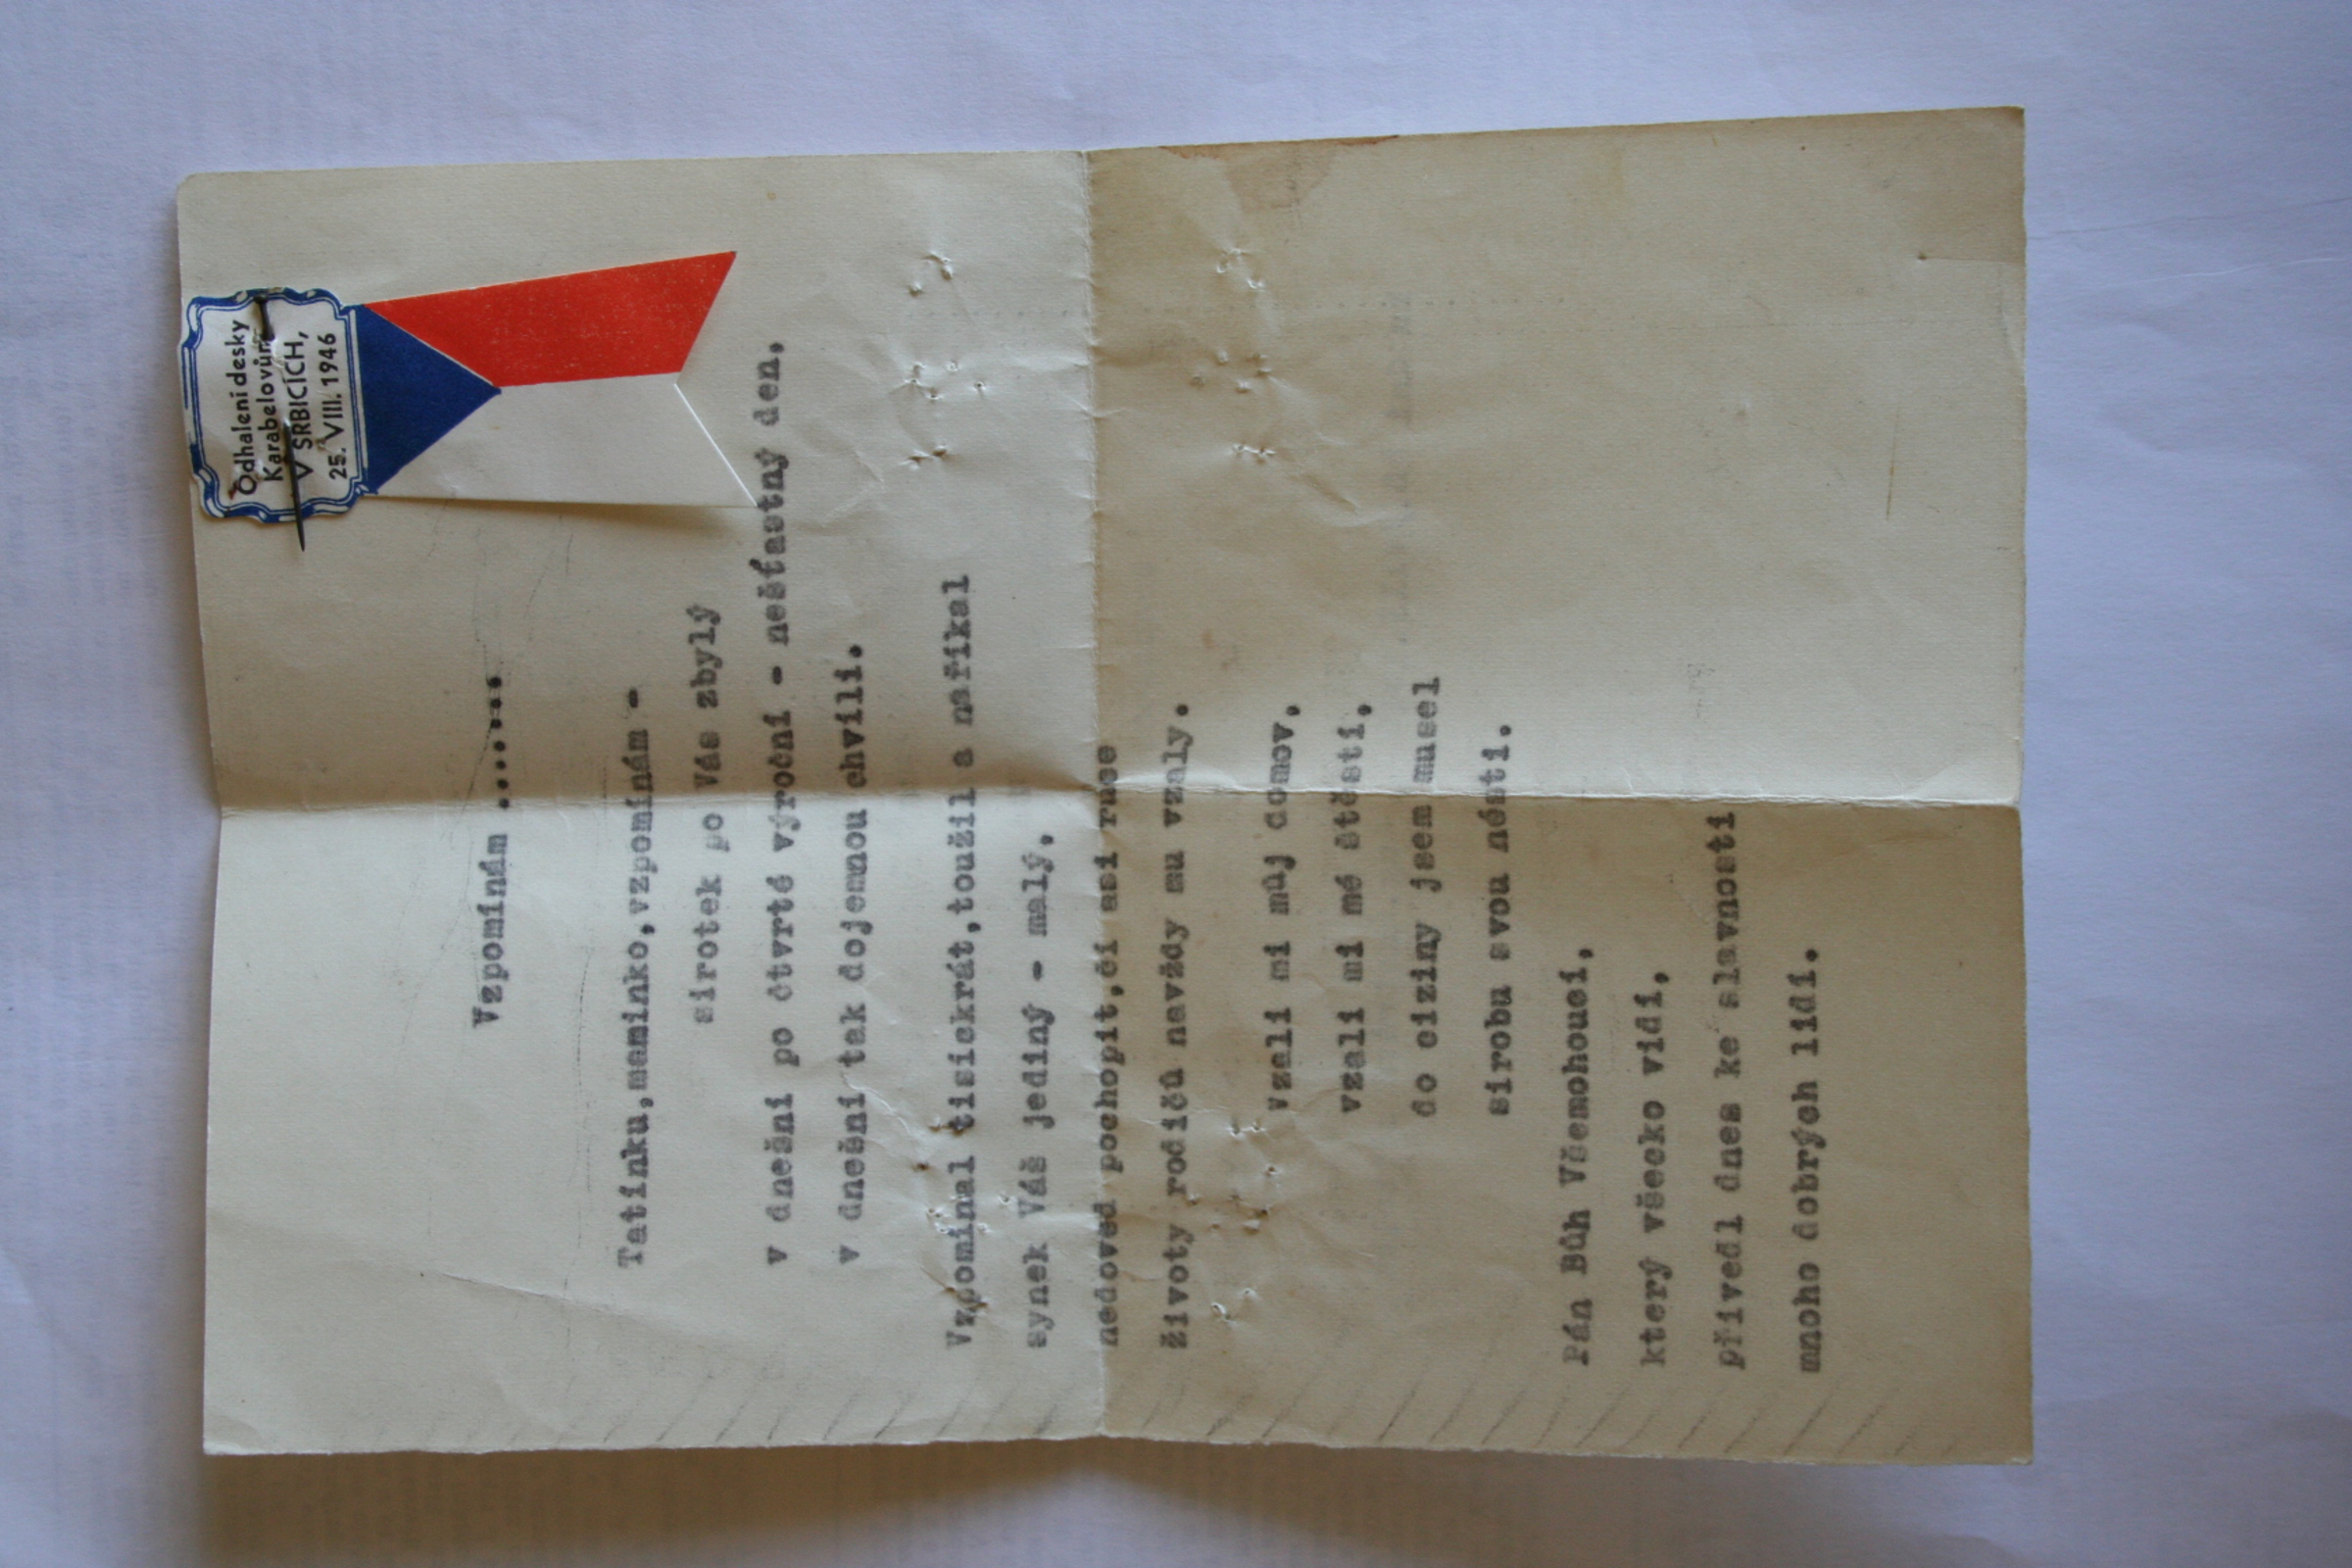 Odhalení desky
Karabelovům
V SRBICÍCH,
25. VIII. 1946
Vzpomínám .......
Tatínku,maminko,vzpomínám -
sirotek po Vás zbylý
v dnešní po čtvrté výroční - nešťastný den,
v dnešní tak dojemnou chvíli.
Vzpomínal tisickrát,toužil a naříkal
synek Váš jediný - malý,
nedoved pochopit,čí asi ruce
životy rodičů navždy mu vzaly.
vzali mi můj domov,
vzali mi mé štěstí,
do ciziny jsem musel
sirobu svou nésti.
Pán Bůh Všemohoucí,
který všecko vidí,
přivedl dnes ke slavnosti
mnoho dobrých lidí.